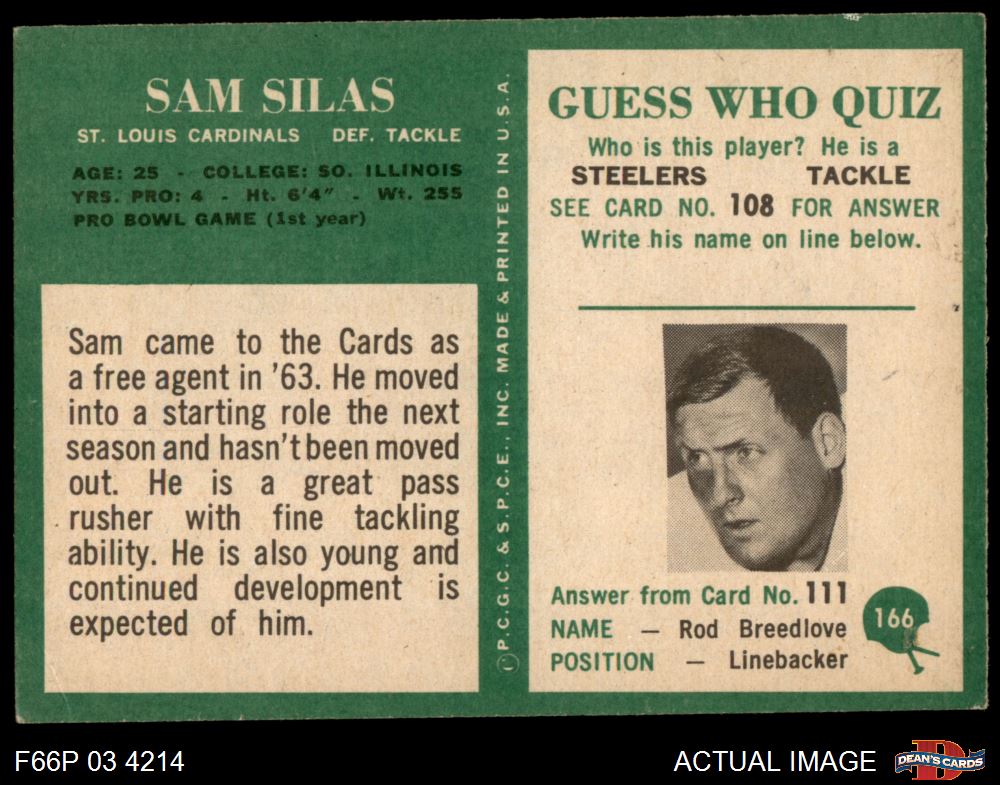 SAM SILAS
ST. LOUIS CARDINALS DEF. TACKLE
AGE: 25 - COLLEGE: SO. ILLINOIS
YRS. PRO: 4 - Ht. 6'4" - Wt. 255
PRO BOWL GAME (1st year)
Sam came to the Cards as
a free agent in '63. He moved
into a starting role the next
season and hasn't been moved
out. He is a great pass
rusher with fine tackling
ability. He is also young and
continued development is
expected of him.
©P.C.G.C. & S.P.C.E., INC. MADE & PRINTED IN U.S.A.
GUESS WHO QUIZ
Who is this player? He is a
STEELERS TACKLE
SEE CARD NO. 108 FOR ANSWER
Write his name on line below.
Answer from Card No. 111
NAME — Rod Breedlove
POSITION — Linebacker
166
F66P 03 4214
ACTUAL IMAGE
DEAN'S CARDS